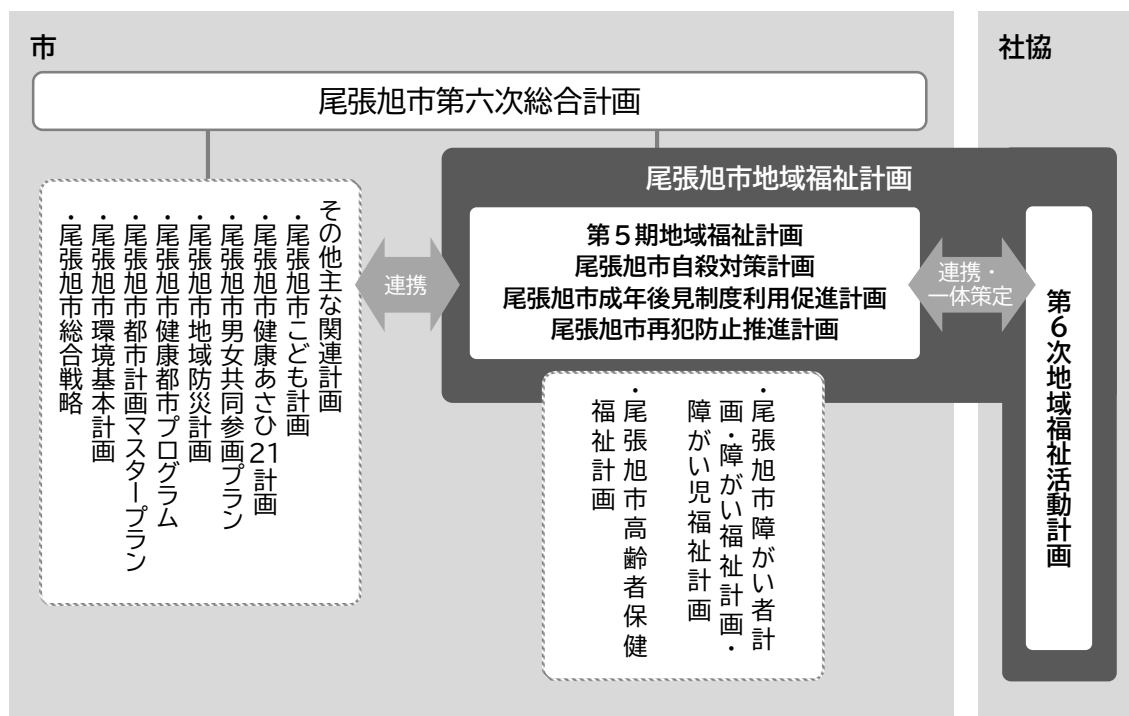 市
社協
尾張旭市第六次総合計画
尾張旭市地域福祉計画
第5期地域福祉計画
尾張旭市自殺対策計画
尾張旭市成年後見制度利用促進計画
尾張旭市再犯防止推進計画
連携
連携・
一体策定
その他主な関連計画
・尾張旭市こども計画
・尾張旭市健康あさひ21計画
・尾張旭市男女共同参画プラン
・尾張旭市地域防災計画
・尾張旭市健康都市プログラム
・尾張旭市都市計画マスタープラン
・尾張旭市環境基本計画
・尾張旭市総合戦略
・尾張旭市障がい者計
画・障がい福祉計画・
障がい児福祉計画
・尾張旭市高齢者保健
福祉計画
第6次地域福祉活動計画